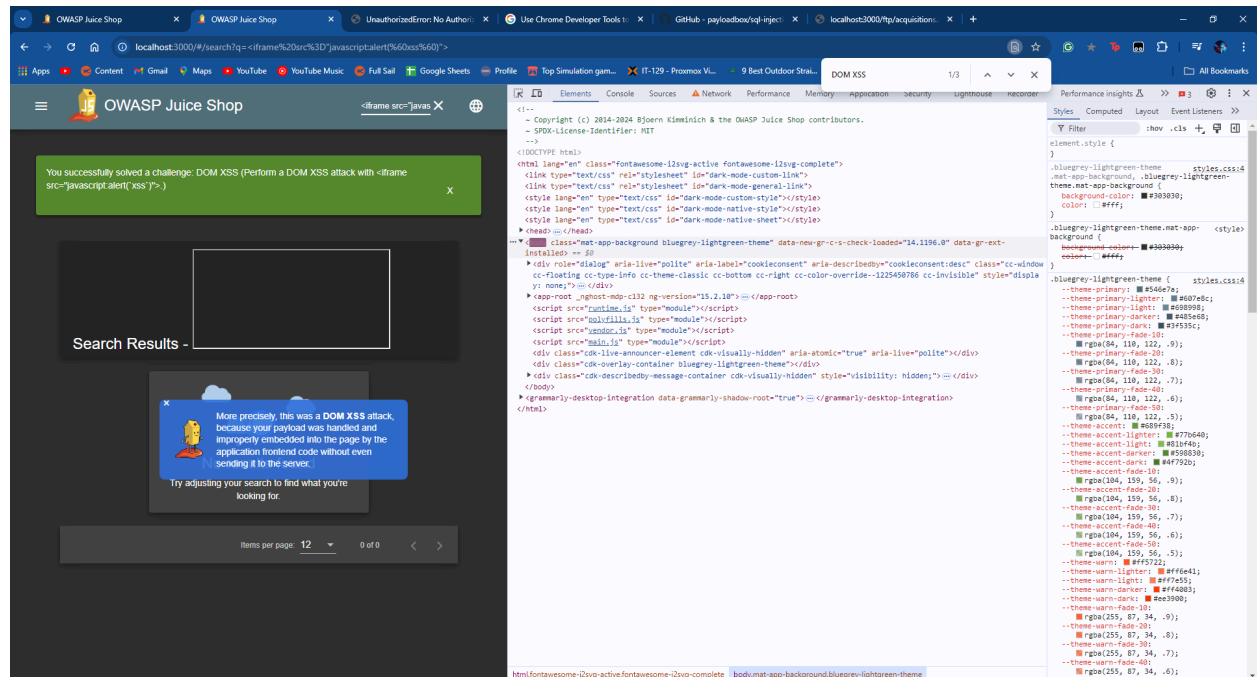 OWASP Juice Shop
OWASP Juice Shop
UnauthorizedError: No Authori
Use Chrome Developer Tools to
GitHub - payloadbox/sql-injecti
localhost:3000/ftp/acquisitions.
localhost:3000/#/search?q=<iframe%20src%3D"javascript:alert(%60xss%60)">
Apps
Content
Gmail
Maps
YouTube
YouTube Music
Full Sail
Google Sheets
Profile
Top Simulation gam...
IT-129 - Proxmox Vi...
9 Best Outdoor Strai...
All Bookmarks
DOM XSS 1/3
OWASP Juice Shop
<iframe src="javas X
You successfully solved a challenge: DOM XSS (Perform a DOM XSS attack with <iframe
src="javascript:alert(`xss`)">.)
X
Search Results -
More precisely, this was a DOM XSS attack,
because your payload was handled and
improperly embedded into the page by the
application frontend code without even
sending it to the server.
Try adjusting your search to find what you're
looking for.
Items per page: 12
0 of 0
Elements Console Sources Network Performance Memory Application Security Lighthouse Recorder Performance insights 3
<!--
~ Copyright (c) 2014-2024 Bjoern Kimminich & the OWASP Juice Shop contributors.
~ SPDX-License-Identifier: MIT
-->
<!DOCTYPE html>
<html lang="en" class="fontawesome-i2svg-active fontawesome-i2svg-complete">
<link type="text/css" rel="stylesheet" id="dark-mode-custom-link">
<link type="text/css" rel="stylesheet" id="dark-mode-general-link">
<style lang="en" type="text/css" id="dark-mode-custom-style"></style>
<style lang="en" type="text/css" id="dark-mode-native-style"></style>
<style lang="en" type="text/css" id="dark-mode-native-sheet"></style>
<head> … </head>
< class="mat-app-background bluegrey-lightgreen-theme" data-new-gr-c-s-check-loaded="14.1196.0" data-gr-ext-
installed> == $0
<div role="dialog" aria-live="polite" aria-label="cookieconsent" aria-describedby="cookieconsent:desc" class="cc-window
cc-floating cc-type-info cc-theme-classic cc-bottom cc-right cc-color-override--1225450786 cc-invisible" style="displa
y: none;"> … </div>
<app-root _nghost-mdp-c132 ng-version="15.2.10"> … </app-root>
<script src="runtime.js" type="module"></script>
<script src="polyfills.js" type="module"></script>
<script src="vendor.js" type="module"></script>
<script src="main.js" type="module"></script>
<div class="cdk-live-announcer-element cdk-visually-hidden" aria-atomic="true" aria-live="polite"></div>
<div class="cdk-overlay-container bluegrey-lightgreen-theme"></div>
<div class="cdk-describedby-message-container cdk-visually-hidden" style="visibility: hidden;"> … </div>
</body>
<grammarly-desktop-integration data-grammarly-shadow-root="true"> … </grammarly-desktop-integration>
</html>
html.fontawesome-i2svg-active.fontawesome-i2svg-complete body.mat-app-background.bluegrey-lightgreen-theme
Styles Computed Layout Event Listeners
Filter :hov .cls
element.style {
}
.bluegrey-lightgreen-theme styles.css:4
.mat-app-background, .bluegrey-lightgreen-
theme.mat-app-background {
background-color: #303030;
color: #fff;
}
.bluegrey-lightgreen-theme.mat-app- <style>
background {
background-color: #303030;
color: #fff;
}
.bluegrey-lightgreen-theme { styles.css:4
--theme-primary: #546e7a;
--theme-primary-lighter: #607e8c;
--theme-primary-light: #698998;
--theme-primary-darker: #485e68;
--theme-primary-dark: #3f535c;
--theme-primary-fade-10:
rgba(84, 110, 122, .9);
--theme-primary-fade-20:
rgba(84, 110, 122, .8);
--theme-primary-fade-30:
rgba(84, 110, 122, .7);
--theme-primary-fade-40:
rgba(84, 110, 122, .6);
--theme-primary-fade-50:
rgba(84, 110, 122, .5);
--theme-accent: #689f38;
--theme-accent-lighter: #77b640;
--theme-accent-light: #81bf4b;
--theme-accent-darker: #598830;
--theme-accent-dark: #4f792b;
--theme-accent-fade-10:
rgba(104, 159, 56, .9);
--theme-accent-fade-20:
rgba(104, 159, 56, .8);
--theme-accent-fade-30:
rgba(104, 159, 56, .7);
--theme-accent-fade-40:
rgba(104, 159, 56, .6);
--theme-accent-fade-50:
rgba(104, 159, 56, .5);
--theme-warn: #ff5722;
--theme-warn-lighter: #ff6e41;
--theme-warn-light: #ff7e55;
--theme-warn-darker: #ff4003;
--theme-warn-dark: #ee3900;
--theme-warn-fade-10:
rgba(255, 87, 34, .9);
--theme-warn-fade-20:
rgba(255, 87, 34, .8);
--theme-warn-fade-30:
rgba(255, 87, 34, .7);
--theme-warn-fade-40:
rgba(255, 87, 34, .6);